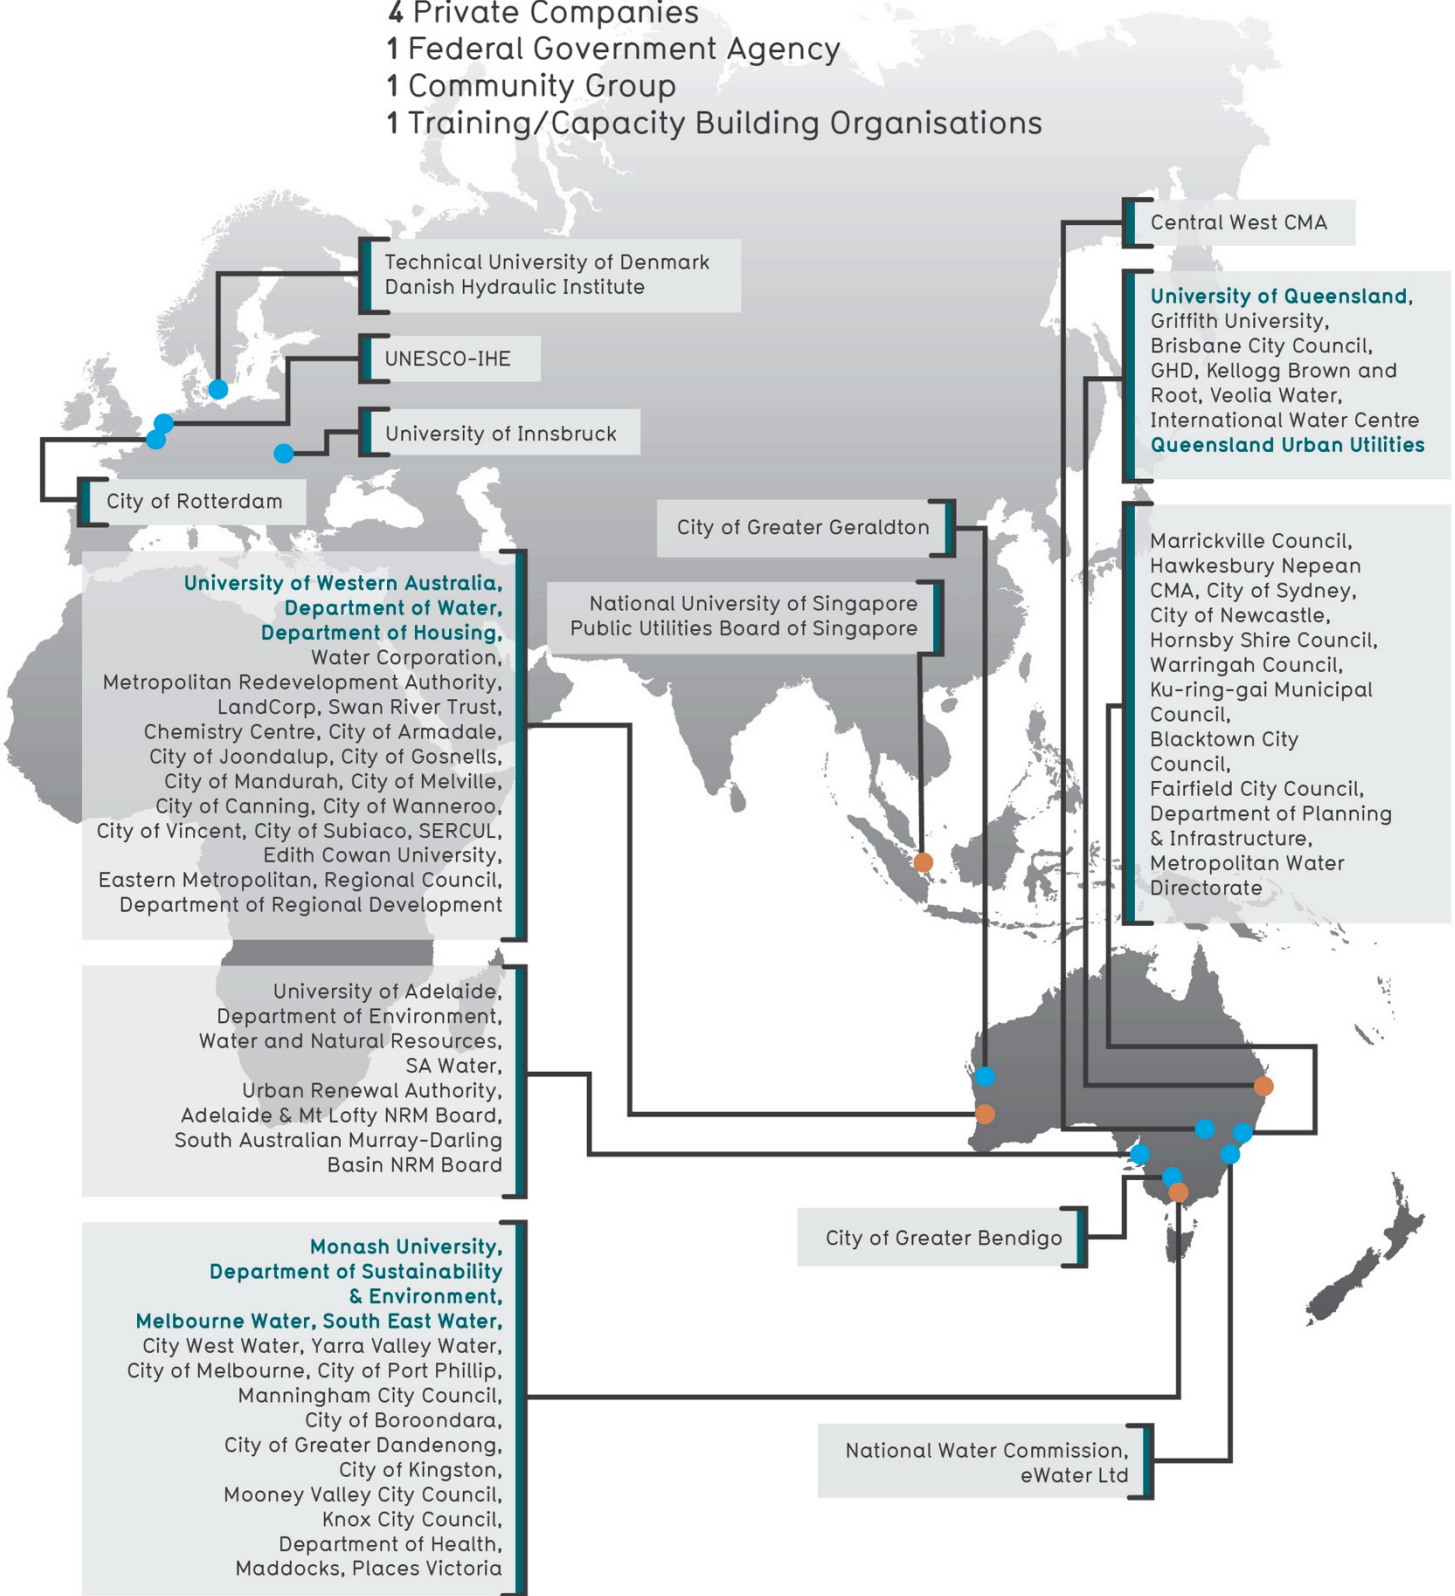 4 Private Companies
1 Federal Government Agency
1 Community Group
1 Training/Capacity Building Organisations
Technical University of Denmark
Danish Hydraulic Institute
UNESCO-IHE
University of Innsbruck
City of Rotterdam
University of Western Australia,
Department of Water,
Department of Housing,
Water Corporation,
Metropolitan Redevelopment Authority,
LandCorp, Swan River Trust,
Chemistry Centre, City of Armadale,
City of Joondalup, City of Gosnells,
City of Mandurah, City of Melville,
City of Canning, City of Wanneroo,
City of Vincent, City of Subiaco, SERCUL,
Edith Cowan University,
Eastern Metropolitan, Regional Council,
Department of Regional Development
University of Adelaide,
Department of Environment,
Water and Natural Resources,
SA Water,
Urban Renewal Authority,
Adelaide & Mt Lofty NRM Board,
South Australian Murray-Darling
Basin NRM Board
Monash University,
Department of Sustainability
& Environment,
Melbourne Water, South East Water,
City West Water, Yarra Valley Water,
City of Melbourne, City of Port Phillip,
Manningham City Council,
City of Boroondara,
City of Greater Dandenong,
City of Kingston,
Mooney Valley City Council,
Knox City Council,
Department of Health,
Maddocks, Places Victoria
City of Greater Geraldton
National University of Singapore
Public Utilities Board of Singapore
Central West CMA
University of Queensland,
Griffith University,
Brisbane City Council,
GHD, Kellogg Brown and
Root, Veolia Water,
International Water Centre
Queensland Urban Utilities
Marrickville Council,
Hawkesbury Nepean
CMA, City of Sydney,
City of Newcastle,
Hornsby Shire Council,
Warringah Council,
Ku-ring-gai Municipal
Council,
Blacktown City
Council,
Fairfield City Council,
Department of Planning
& Infrastructure,
Metropolitan Water
Directorate
City of Greater Bendigo
National Water Commission,
eWater Ltd